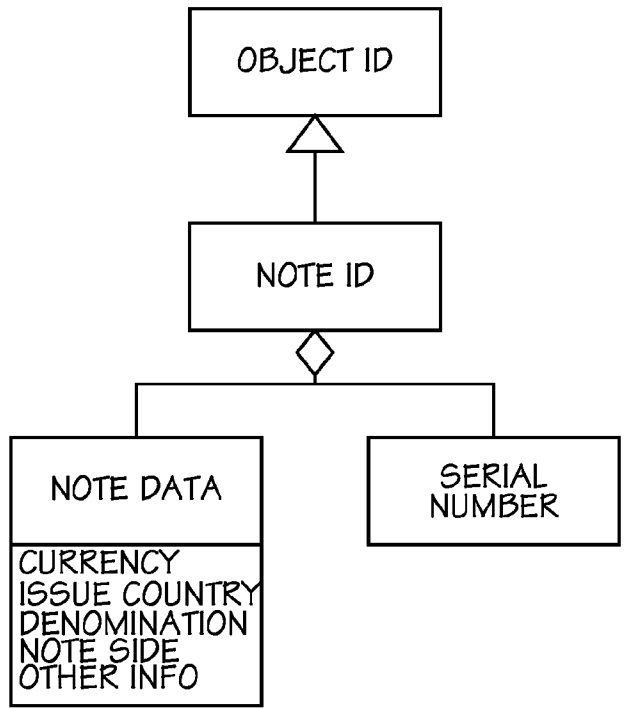 OBJECT ID
NOTE ID
NOTE DATA
CURRENCY
ISSUE COUNTRY
DENOMINATION
NOTE SIDE
OTHER INFO
SERIAL
NUMBER